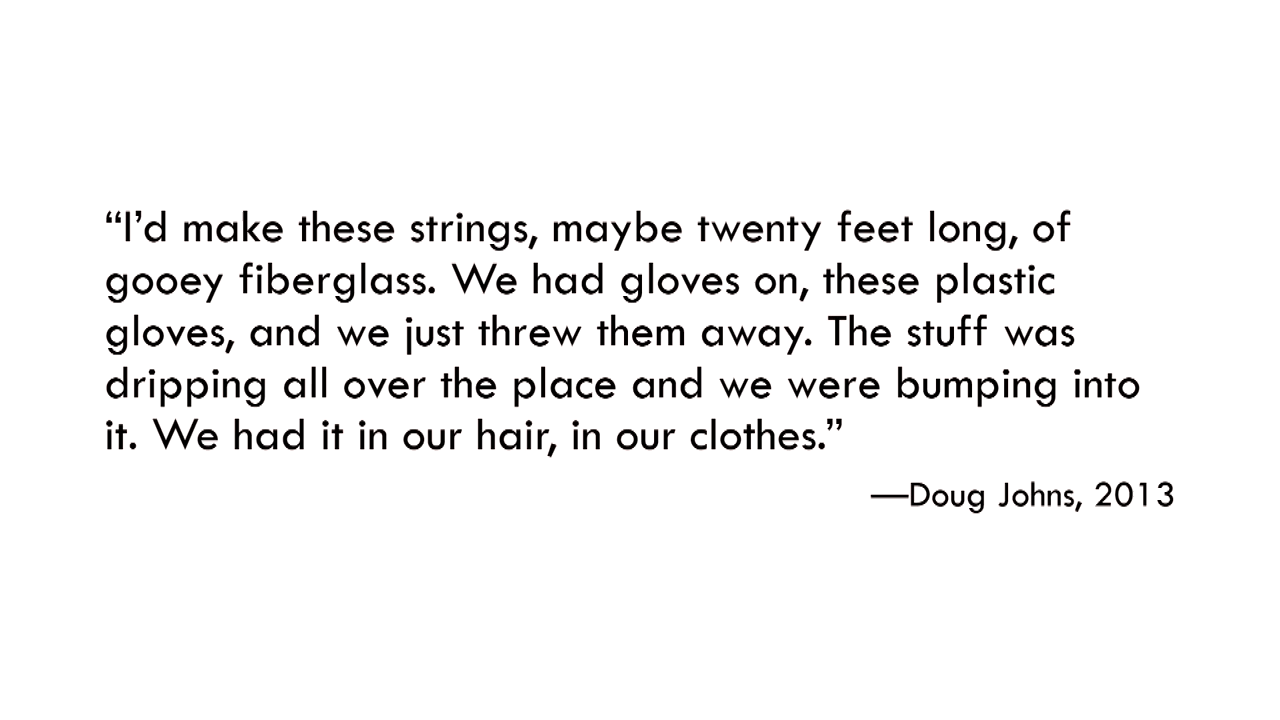 “I’d make these strings, maybe twenty feet long, of
gooey fiberglass. We had gloves on, these plastic
gloves, and we just threw them away. The stuff was
dripping all over the place and we were bumping into
it. We had it in our hair, in our clothes.”
—Doug Johns, 2013